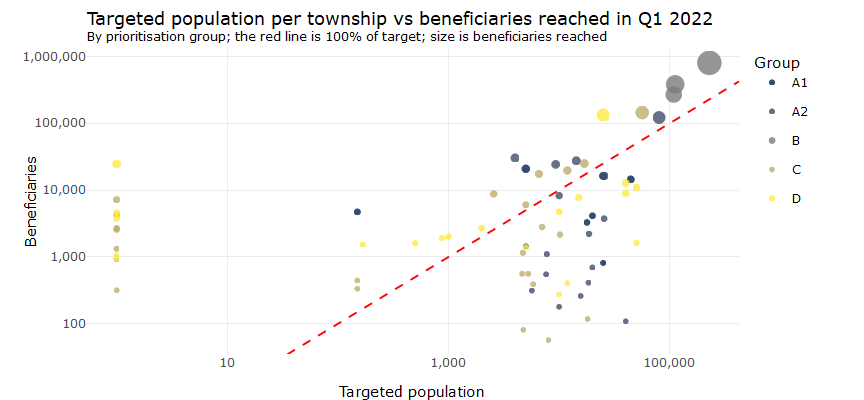 Targeted population per township vs beneficiaries reached in Q1 2022
By prioritisation group; the red line is 100% of target; size is beneficiaries reached
Group
A1
A2
B
C
D
Beneficiaries
1,000,000
100,000
10,000
1,000
100
10
1,000
100,000
Targeted population